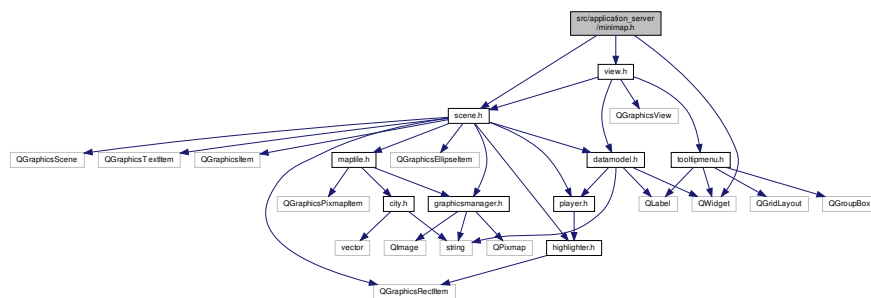 src/application_server
/minimap.h
view.h
scene.h
QGraphicsView
QGraphicsScene
QGraphicsTextItem
QGraphicsItem
maptile.h
QGraphicsEllipseItem
datamodel.h
tooltipmenu.h
QGraphicsPixmapItem
city.h
graphicsmanager.h
player.h
QLabel
QWidget
QGridLayout
QGroupBox
vector
QImage
string
QPixmap
highlighter.h
QGraphicsRectItem